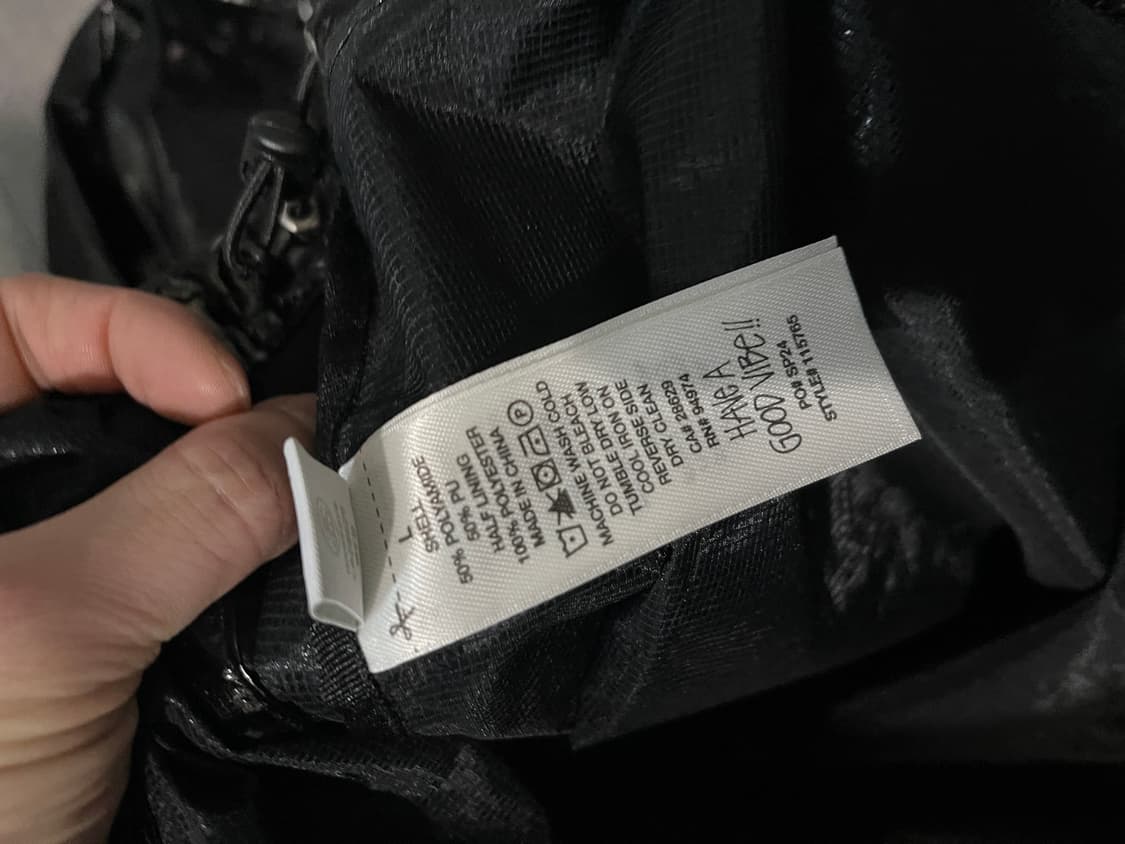 L
SHELL
50% POLYAMIDE
50% PU
HALF LINING
100% POLYESTER
MADE IN CHINA
P
MACHINE WASH COLD
DO NOT BLEACH
TUMBLE DRY LOW
COOL IRON ON
REVERSE SIDE
DRY CLEAN
CA# 28629
RN# 94974
HAVE A
GOOD VIBE!!
PO# SP24
STYLE# 115765